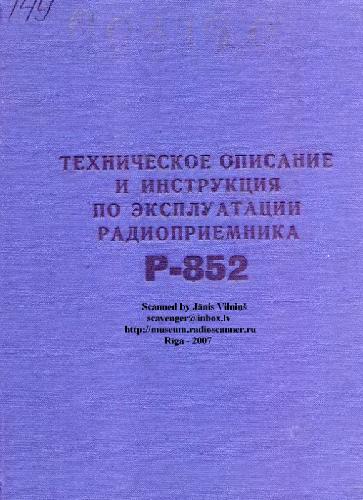 144
ТЕХНИЧЕСКОЕ ОПИСАНИЕ
И ИНСТРУКЦИЯ
ПО ЭКСПЛУАТАЦИИ
РАДИОПРИЕМНИКА
Р-852
Scanned by Jānis Vilniņš
scavenger@inbox.lv
http://museum.radioscanner.ru
Riga - 2007